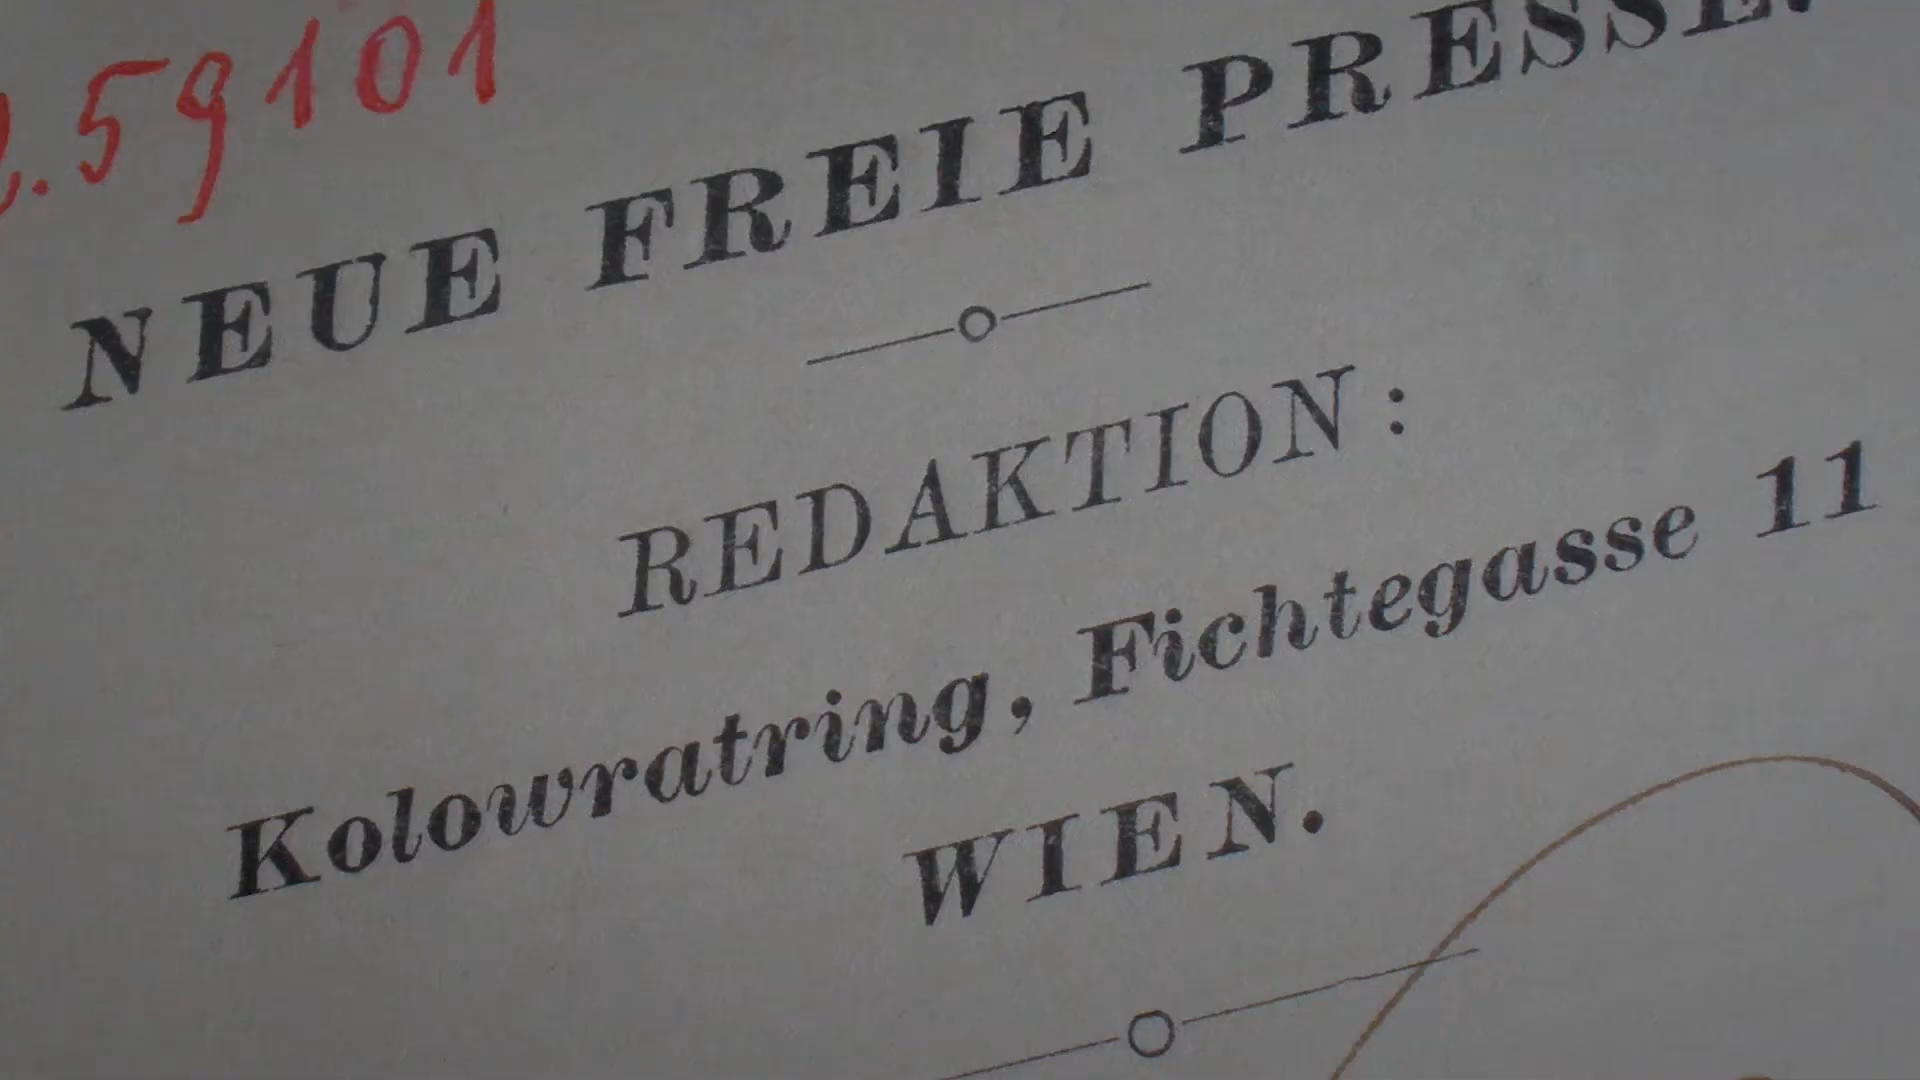 .59101
NEUE FREIE PRESSE.
REDAKTION:
Kolowratring, Fichtegasse 11
WIEN.